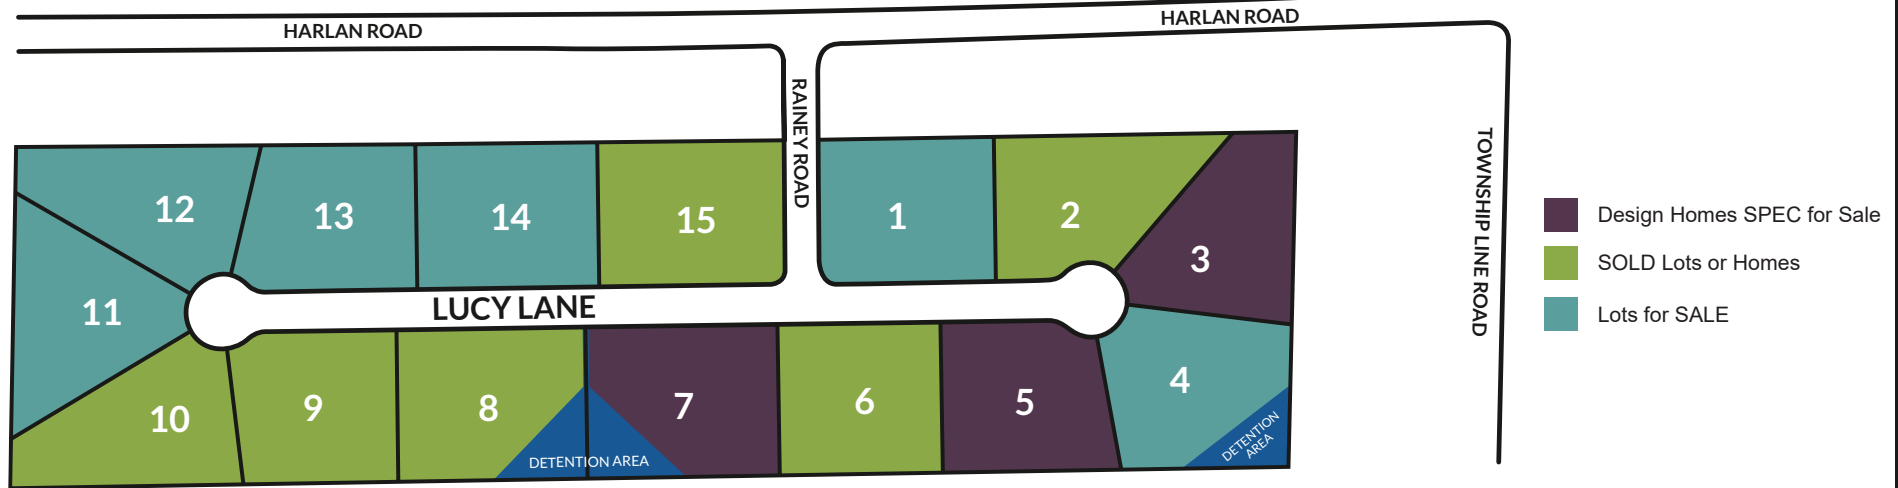 HARLAN ROAD
HARLAN ROAD
RAINEY ROAD
TOWNSHIP LINE ROAD
12
13
14
15
1
2
3
11
LUCY LANE
10
9
8
7
6
5
4
DETENTION AREA
DETENTION
AREA
Design Homes SPEC for Sale
SOLD Lots or Homes
Lots for SALE